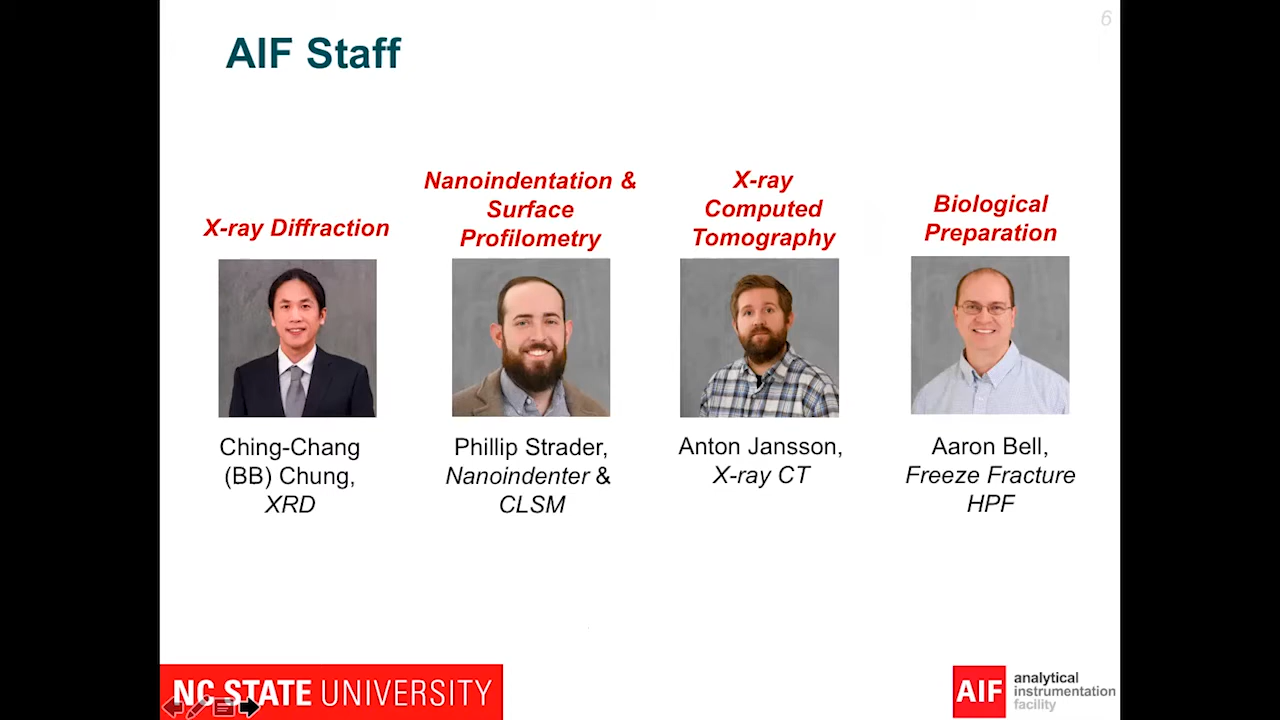 6
AIF Staff
X-ray Diffraction
Nanoindentation &
Surface
Profilometry
X-ray
Computed
Tomography
Biological
Preparation
Ching-Chang
(BB) Chung,
XRD
Phillip Strader,
Nanoindenter &
CLSM
Anton Jansson,
X-ray CT
Aaron Bell,
Freeze Fracture
HPF
NC STATE UNIVERSITY
AIF
analytical
instrumentation
facility